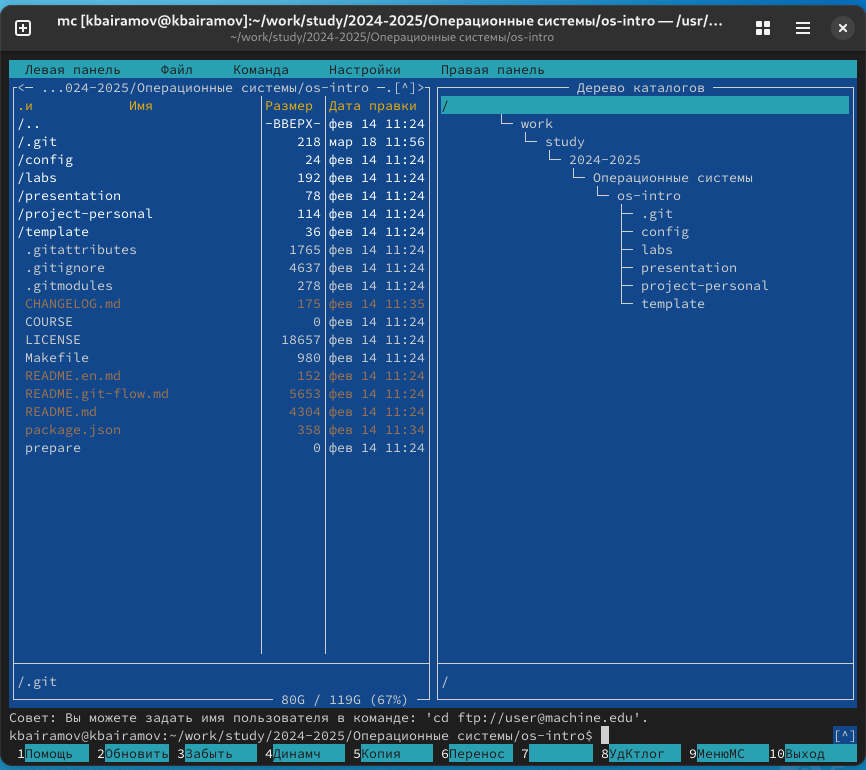 mc [kbairamov@kbairamov]:~/work/study/2024-2025/Операционные системы/os-intro — /usr/...
~/work/study/2024-2025/Операционные системы/os-intro
Левая панель Файл Команда Настройки Правая панель
<— ...024-2025/Операционные системы/os-intro —.[^]>
.и Имя Размер Дата правки
/.. -ВВЕРХ- фев 14 11:24
/.git 218 мар 18 11:56
/config 24 фев 14 11:24
/labs 192 фев 14 11:24
/presentation 78 фев 14 11:24
/project-personal 114 фев 14 11:24
/template 36 фев 14 11:24
.gitattributes 1765 фев 14 11:24
.gitignore 4637 фев 14 11:24
.gitmodules 278 фев 14 11:24
CHANGELOG.md 175 фев 14 11:35
COURSE 0 фев 14 11:24
LICENSE 18657 фев 14 11:24
Makefile 980 фев 14 11:24
README.en.md 152 фев 14 11:24
README.git-flow.md 5653 фев 14 11:24
README.md 4304 фев 14 11:24
package.json 358 фев 14 11:34
prepare 0 фев 14 11:24
/.git
80G / 119G (67%)
Дерево каталогов
/
work
study
2024-2025
Операционные системы
os-intro
.git
config
labs
presentation
project-personal
template
/
Совет: Вы можете задать имя пользователя в команде: 'cd ftp://user@machine.edu'.
kbairamov@kbairamov:~/work/study/2024-2025/Операционные системы/os-intro$ [^]
1Помощь 2Обновить 3Забыть 4Динамч 5Копия 6Перенос 7 8УдКтлог 9МенюМС 10Выход